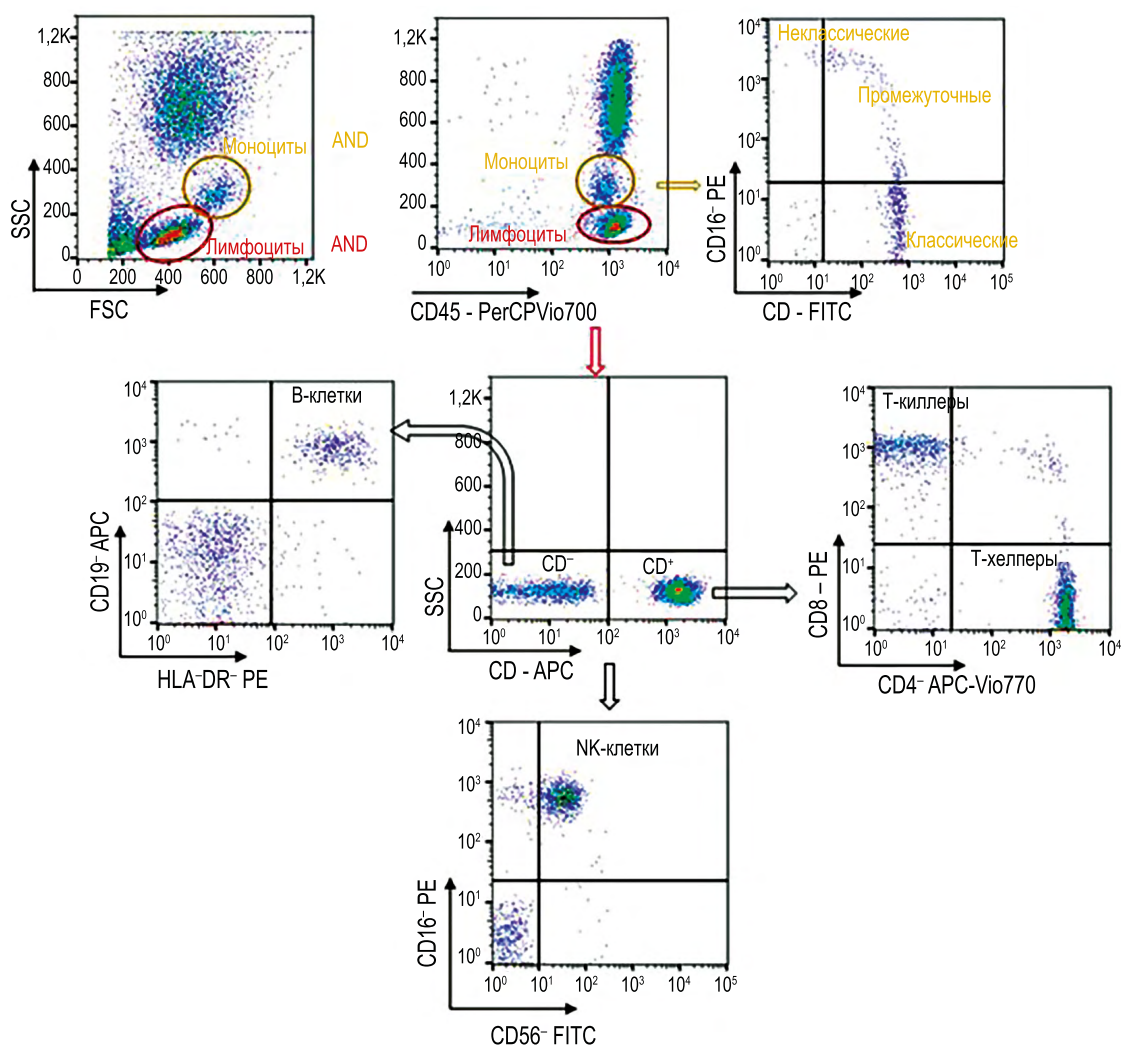 1,2K
800
600
400
200
0
SSC
Моноциты AND
Лимфоциты AND
0 200 400 600 800 1,2K
FSC
1,2K
800
600
400
200
0
Моноциты
Лимфоциты
10⁰ 10¹ 10² 10³ 10⁴
CD45 - PerCPVio700
10⁴
10³
10²
10¹
10⁰
CD16⁻ PE
Неклассические
Промежуточные
Классические
10⁰ 10¹ 10² 10³ 10⁴ 10⁵
CD - FITC
10⁴
10³
10²
10¹
10⁰
CD19⁻ APC
В-клетки
10⁰ 10¹ 10² 10³ 10⁴
HLA⁻DR⁻ PE
1,2K
800
600
400
200
0
SSC
CD⁻ CD⁺
10⁰ 10¹ 10² 10³ 10⁴
CD - APC
10⁴
10³
10²
10¹
10⁰
CD8 – PE
Т-киллеры
Т-хелперы
10⁰ 10¹ 10² 10³ 10⁴
CD4⁻ APC-Vio770
10⁴
10³
10²
10¹
10⁰
CD16⁻ PE
NK-клетки
10⁰ 10¹ 10² 10³ 10⁴ 10⁵
CD56⁻ FITC